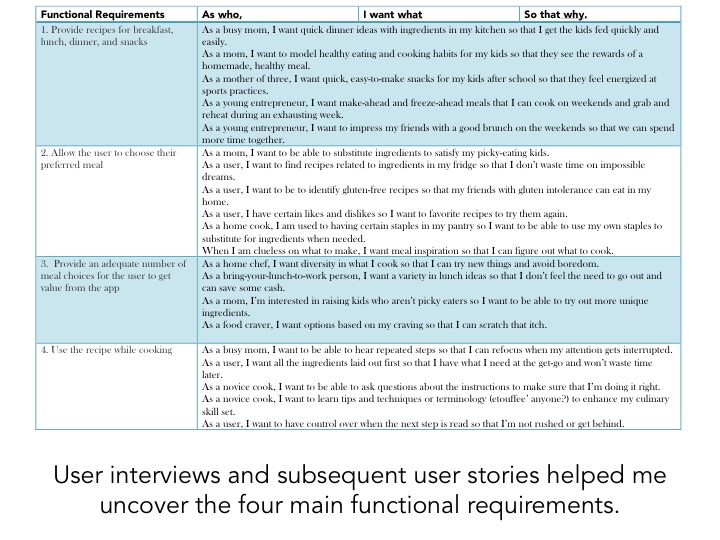 Functional Requirements As who, I want what So that why.
1. Provide recipes for breakfast,
lunch, dinner, and snacks
As a busy mom, I want quick dinner ideas with ingredients in my kitchen so that I get the kids fed quickly and
easily.
As a mom, I want to model healthy eating and cooking habits for my kids so that they see the rewards of a
homemade, healthy meal.
As a mother of three, I want quick, easy-to-make snacks for my kids after school so that they feel energized at
sports practices.
As a young entrepreneur, I want make-ahead and freeze-ahead meals that I can cook on weekends and grab and
reheat during an exhausting week.
As a young entrepreneur, I want to impress my friends with a good brunch on the weekends so that we can spend
more time together.
2. Allow the user to choose their
preferred meal
As a mom, I want to be able to substitute ingredients to satisfy my picky-eating kids.
As a user, I want to find recipes related to ingredients in my fridge so that I don't waste time on impossible
dreams.
As a user, I want to be to identify gluten-free recipes so that my friends with gluten intolerance can eat in my
home.
As a user, I have certain likes and dislikes so I want to favorite recipes to try them again.
As a home cook, I am used to having certain staples in my pantry so I want to be able to use my own staples to
substitute for ingredients when needed.
When I am clueless on what to make, I want meal inspiration so that I can figure out what to cook.
3. Provide an adequate number of
meal choices for the user to get
value from the app
As a home chef, I want diversity in what I cook so that I can try new things and avoid boredom.
As a bring-your-lunch-to-work person, I want a variety in lunch ideas so that I don't feel the need to go out and
can save some cash.
As a mom, I'm interested in raising kids who aren't picky eaters so I want to be able to try out more unique
ingredients.
As a food craver, I want options based on my craving so that I can scratch that itch.
4. Use the recipe while cooking
As a busy mom, I want to be able to hear repeated steps so that I can refocus when my attention gets interrupted.
As a user, I want all the ingredients laid out first so that I have what I need at the get-go and won't waste time
later.
As a novice cook, I want to be able to ask questions about the instructions to make sure that I'm doing it right.
As a novice cook, I want to learn tips and techniques or terminology (etouffee' anyone?) to enhance my culinary
skill set.
As a user, I want to have control over when the next step is read so that I'm not rushed or get behind.
User interviews and subsequent user stories helped me
uncover the four main functional requirements.